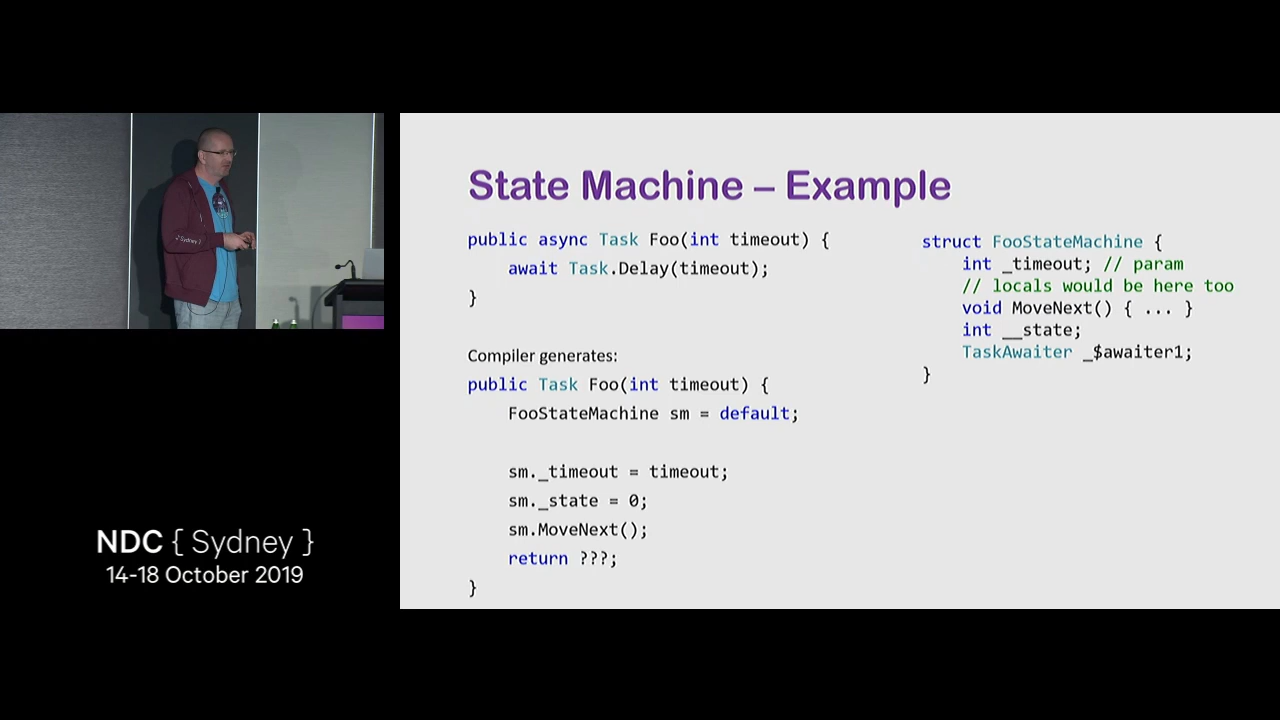 State Machine – Example
public async Task Foo(int timeout) {
await Task.Delay(timeout);
}
Compiler generates:
public Task Foo(int timeout) {
FooStateMachine sm = default;
sm._timeout = timeout;
sm._state = 0;
sm.MoveNext();
return ???;
}
struct FooStateMachine {
int _timeout; // param
// locals would be here too
void MoveNext() { ... }
int __state;
TaskAwaiter _$awaiter1;
}
Sydney }
NDC { Sydney }
14-18 October 2019